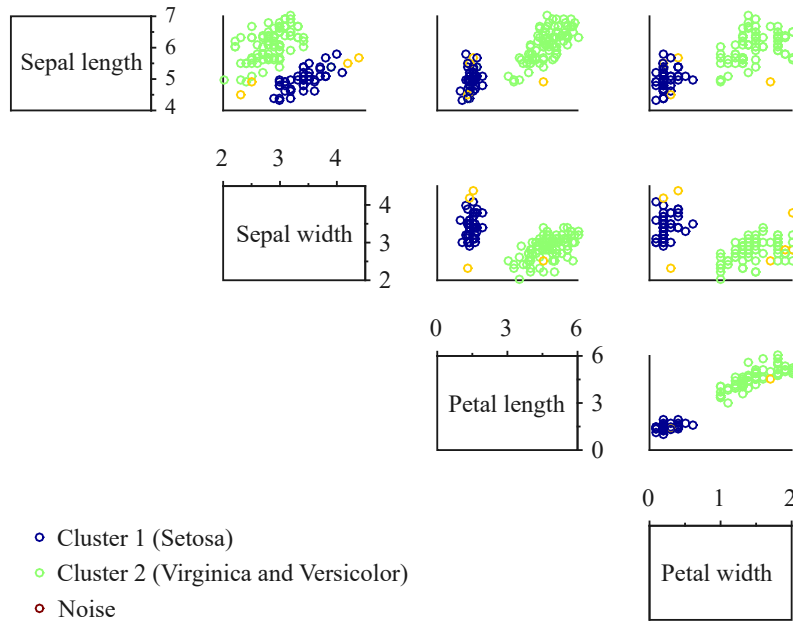 7
Sepal length
6
5
4
2
3
4
4
Sepal width
3
2
0
3
6
6
Petal length
3
0
0
1
2
Cluster 1 (Setosa)
Petal width
Cluster 2 (Virginica and Versicolor)
Noise